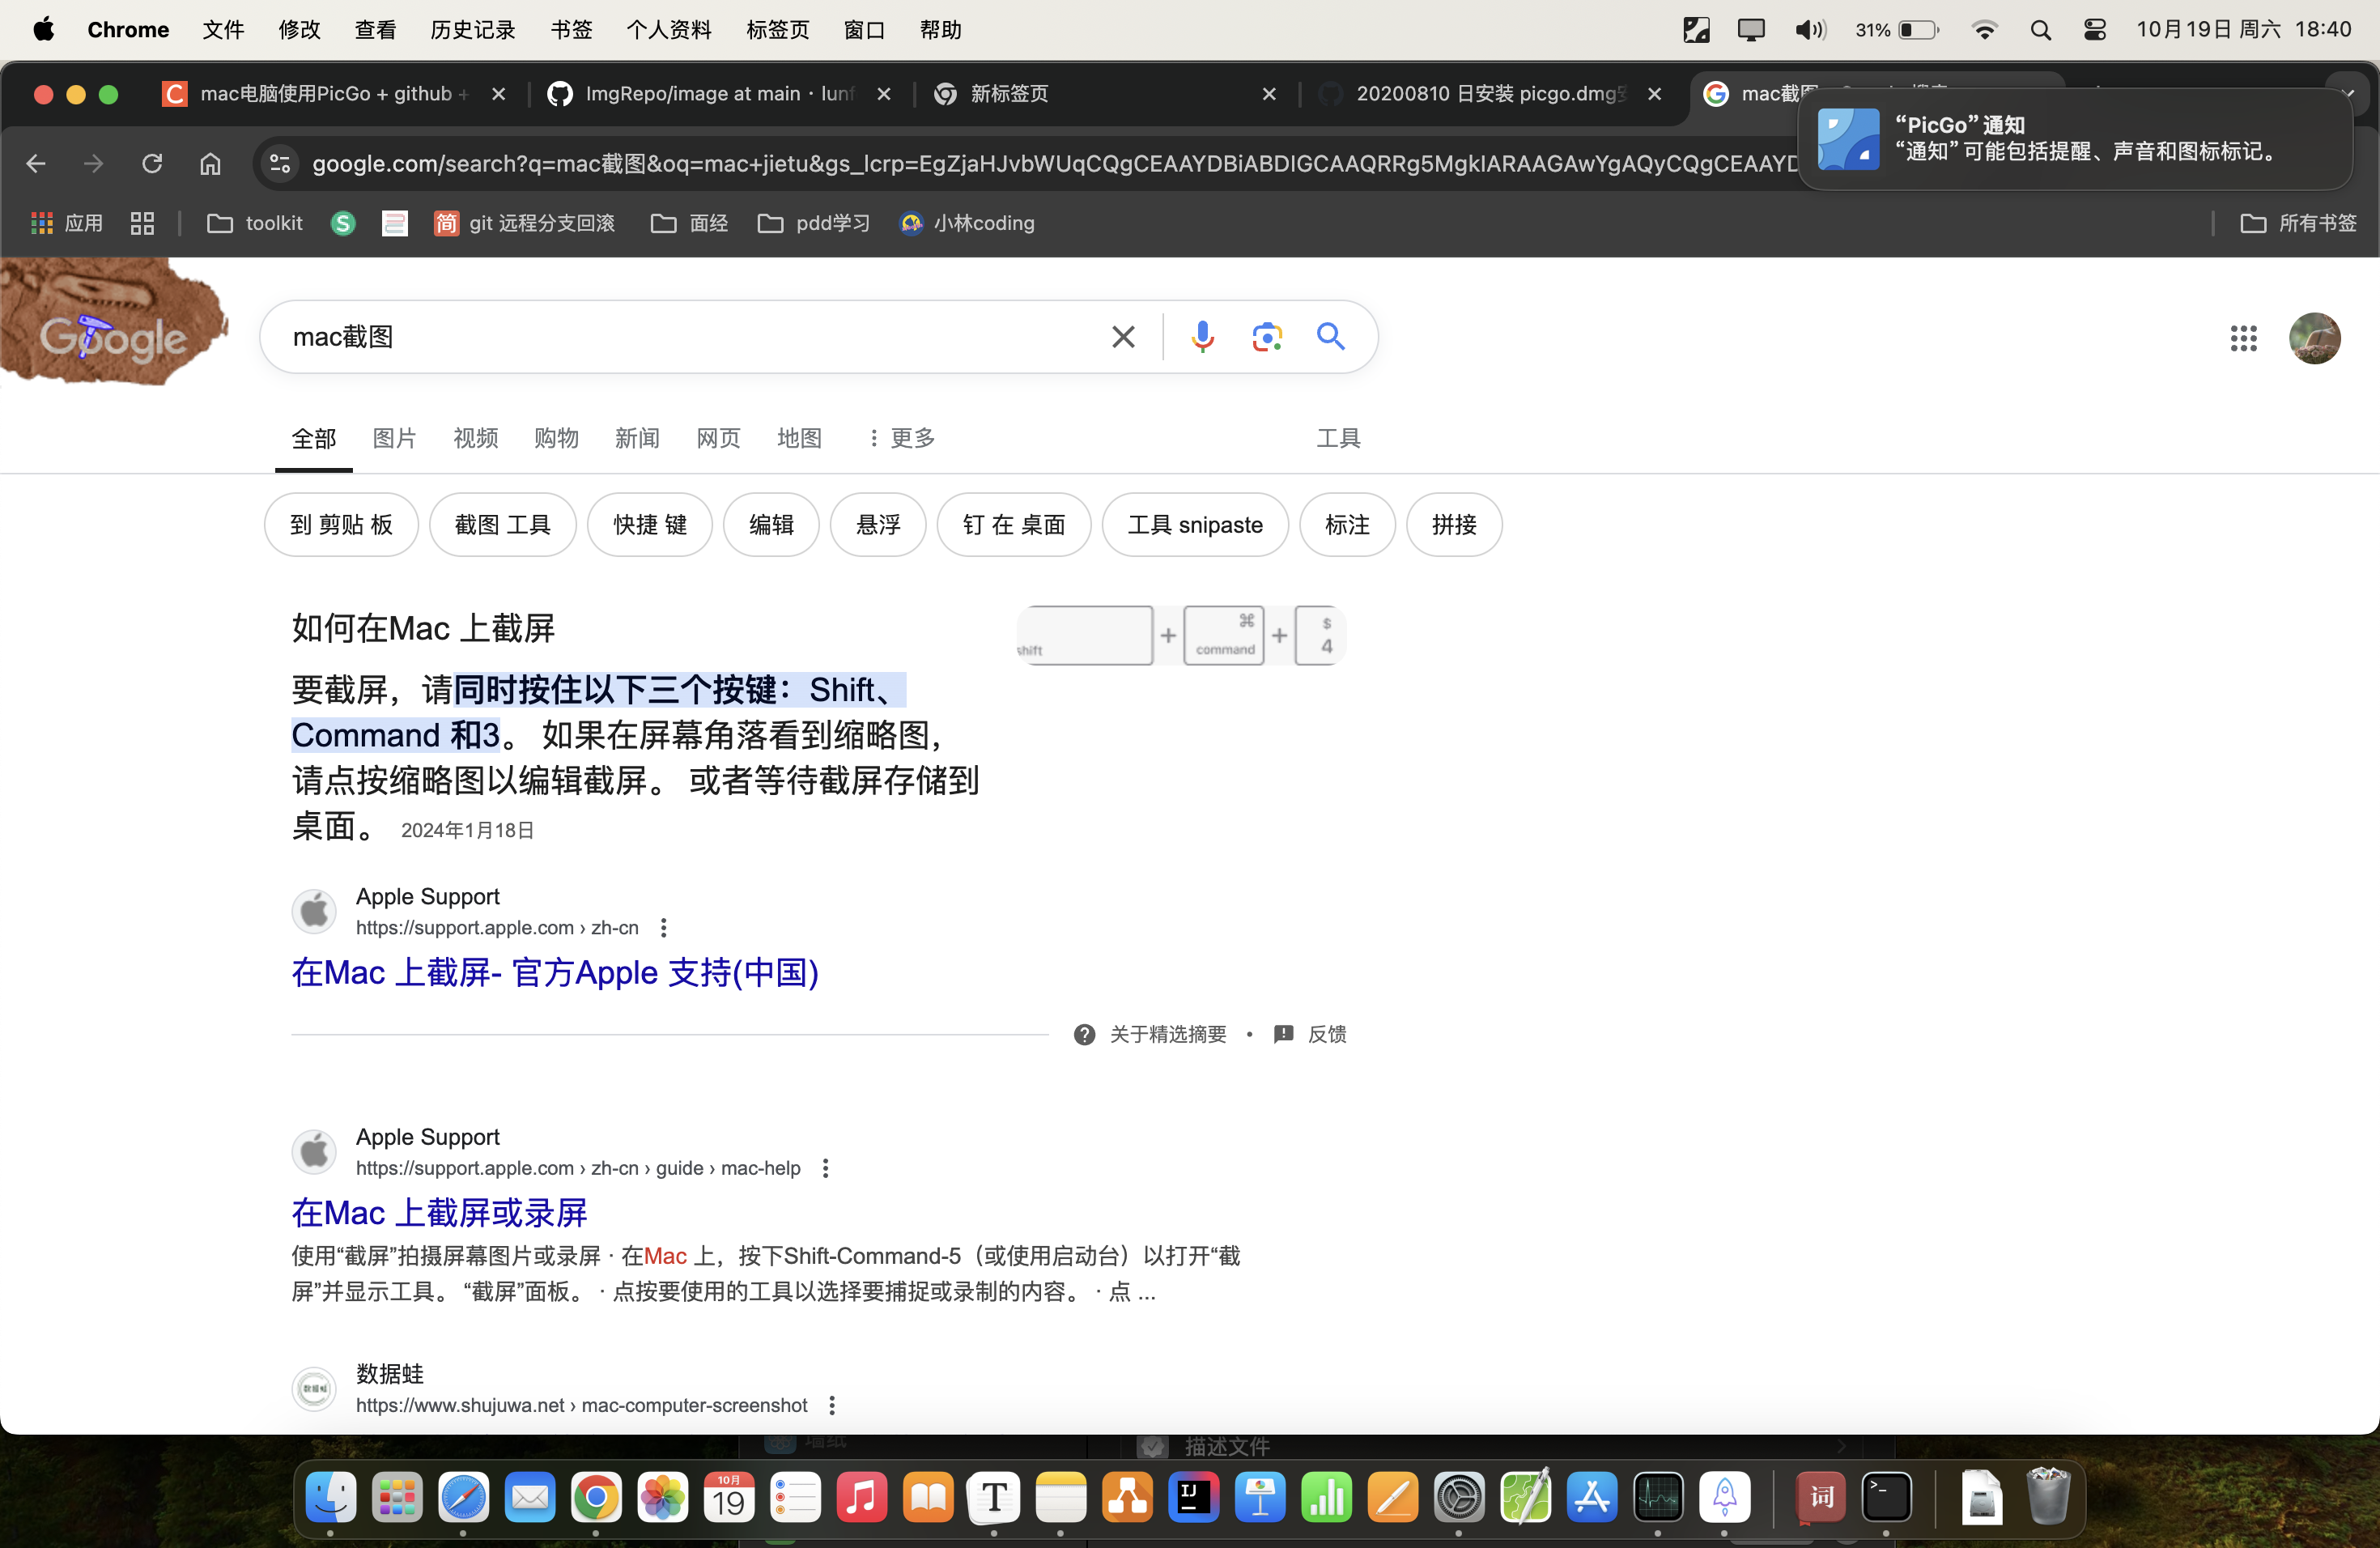 Chrome 文件 修改 查看 历史记录 书签 个人资料 标签页 窗口 帮助 31% 10月19日 周六 18:40
mac电脑使用PicGo + github + ImgRepo/image at main · lunf 新标签页 20200810 日安装 picgo.dmg mac截图
“PicGo” 通知
“通知” 可能包括提醒、声音和图标标记。
google.com/search?q=mac截图&oq=mac+jietu&gs_lcrp=EgZjaHJvbWUqCQgCEAAYDBiABDIGCAAQRRg5MgkIARAAGAwYgAQyCQgCEAAYD
应用 toolkit S 简 git 远程分支回滚 面经 pdd学习 小林coding 所有书签
Google
mac截图
全部 图片 视频 购物 新闻 网页 地图 更多 工具
到 剪贴 板 截图 工具 快捷 键 编辑 悬浮 钉 在 桌面 工具 snipaste 标注 拼接
如何在Mac 上截屏
shift + ⌘ command + $ 4
要截屏，请同时按住以下三个按键：Shift、
Command 和3。 如果在屏幕角落看到缩略图，
请点按缩略图以编辑截屏。 或者等待截屏存储到
桌面。 2024年1月18日
Apple Support
https://support.apple.com › zh-cn
在Mac 上截屏- 官方Apple 支持(中国)
关于精选摘要 • 反馈
Apple Support
https://support.apple.com › zh-cn › guide › mac-help
在Mac 上截屏或录屏
使用“截屏”拍摄屏幕图片或录屏 · 在Mac 上，按下Shift-Command-5（或使用启动台）以打开“截
屏”并显示工具。 “截屏”面板。 · 点按要使用的工具以选择要捕捉或录制的内容。 · 点 ...
数据蛙
https://www.shujuwa.net › mac-computer-screenshot
墙纸 描述文件
10月
19 T IJ 词 >_